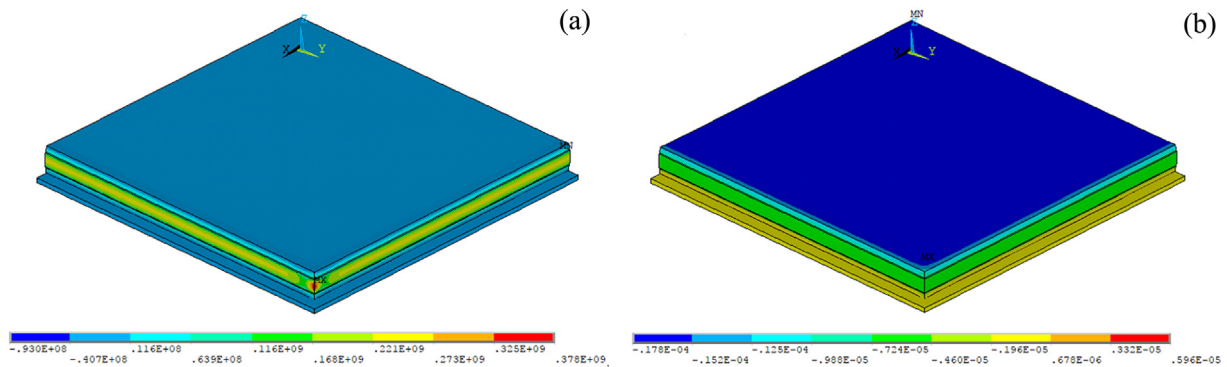 (a)
Z
X
Y
MN
MX
-.930E+08
-.407E+08
.116E+08
.639E+08
.116E+09
.168E+09
.221E+09
.273E+09
.325E+09
.378E+09
(b)
MN
X
Y
MX
-.178E-04
-.152E-04
-.125E-04
-.988E-05
-.724E-05
-.460E-05
-.196E-05
.678E-06
.332E-05
.596E-05